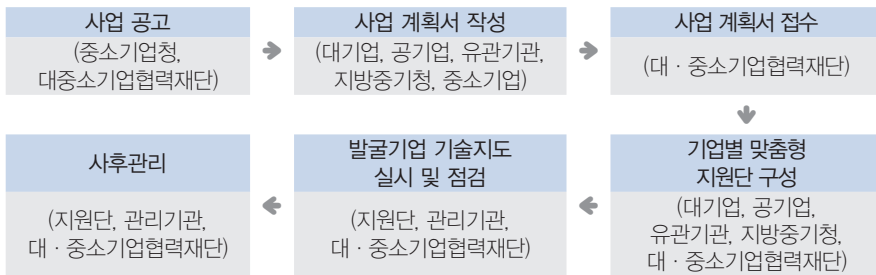 사업 공고
(중소기업청,
대중소기업협력재단)
사업 계획서 작성
(대기업, 공기업, 유관기관,
지방중기청, 중소기업)
사업 계획서 접수
(대 · 중소기업협력재단)
기업별 맞춤형
지원단 구성
(대기업, 공기업,
유관기관, 지방중기청,
대 · 중소기업협력재단)
발굴기업 기술지도
실시 및 점검
(지원단, 관리기관,
대 · 중소기업협력재단)
사후관리
(지원단, 관리기관,
대 · 중소기업협력재단)